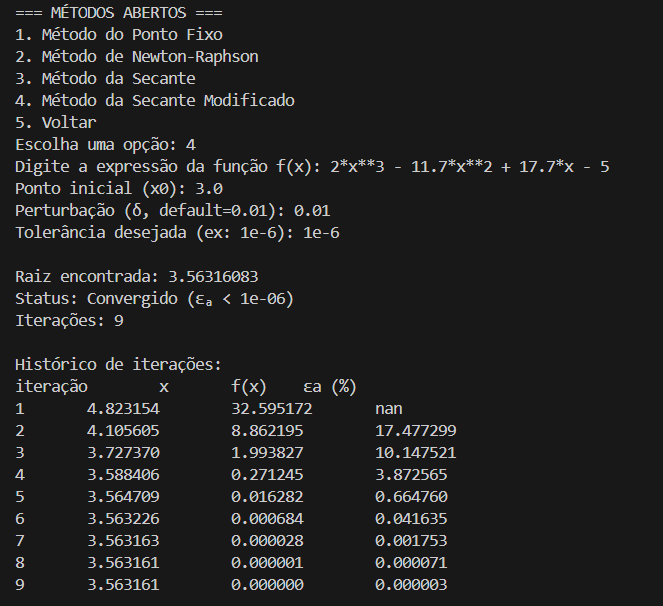 === MÉTODOS ABERTOS ===
1. Método do Ponto Fixo
2. Método de Newton-Raphson
3. Método da Secante
4. Método da Secante Modificado
5. Voltar
Escolha uma opção: 4
Digite a expressão da função f(x): 2*x**3 - 11.7*x**2 + 17.7*x - 5
Ponto inicial (x0): 3.0
Perturbação (δ, default=0.01): 0.01
Tolerância desejada (ex: 1e-6): 1e-6
Raiz encontrada: 3.56316083
Status: Convergido (εₐ < 1e-06)
Iterações: 9
Histórico de iterações:
iteração x f(x) εa (%)
1 4.823154 32.595172 nan
2 4.105605 8.862195 17.477299
3 3.727370 1.993827 10.147521
4 3.588406 0.271245 3.872565
5 3.564709 0.016282 0.664760
6 3.563226 0.000684 0.041635
7 3.563163 0.000028 0.001753
8 3.563161 0.000001 0.000071
9 3.563161 0.000000 0.000003